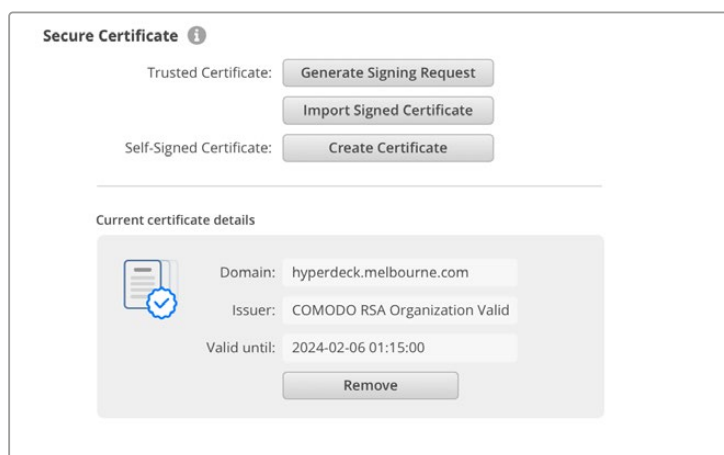 Secure Certificate
Trusted Certificate: Generate Signing Request
Import Signed Certificate
Self-Signed Certificate: Create Certificate
Current certificate details
Domain: hyperdeck.melbourne.com
Issuer: COMODO RSA Organization Valid
Valid until: 2024-02-06 01:15:00
Remove